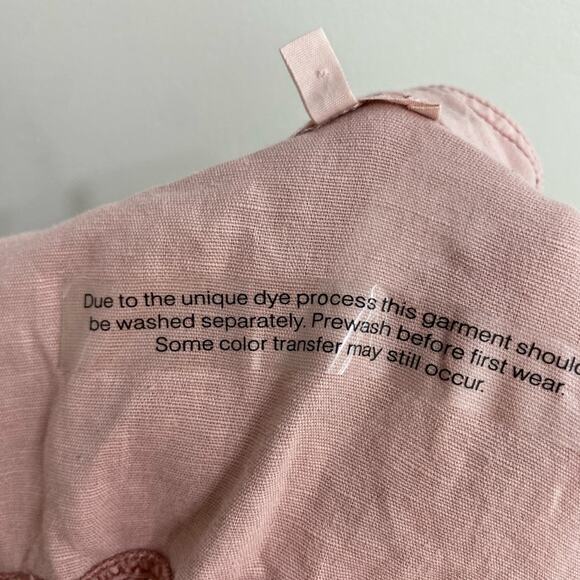 Due to the unique dye process this garment should
be washed separately. Prewash before first wear.
Some color transfer may still occur.